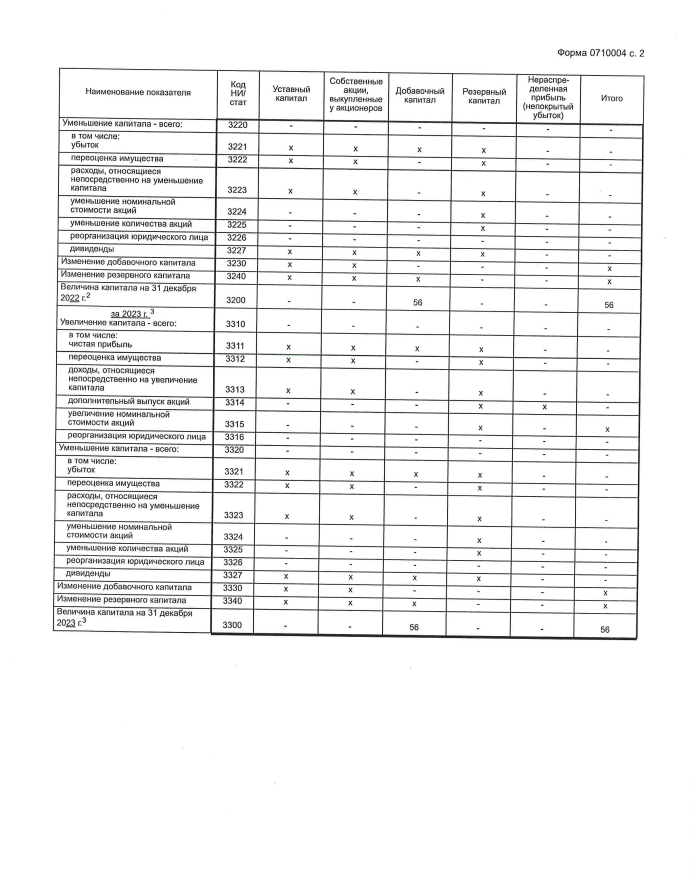 Форма 0710004 с. 2
Наименование показателя | Код НИ/ стат | Уставный капитал | Собственные акции, выкупленные у акционеров | Добавочный капитал | Резервный капитал | Нераспре- деленная прибыль (непокрытый убыток) | Итого
Уменьшение капитала - всего: 3220 - - - - - -
в том числе:
убыток 3221 х х х х - -
переоценка имущества 3222 х х - х - -
расходы, относящиеся
непосредственно на уменьшение
капитала 3223 х х - х - -
уменьшение номинальной
стоимости акций 3224 - - - х - -
уменьшение количества акций 3225 - - - х - -
реорганизация юридического лица 3226 - - - - - -
дивиденды 3227 х х х х - -
Изменение добавочного капитала 3230 х х - - - х
Изменение резервного капитала 3240 х х х - - х
Величина капитала на 31 декабря
2022 г.2 3200 - - 56 - - 56
за 2023 г.3
Увеличение капитала - всего: 3310 - - - - - -
в том числе:
чистая прибыль 3311 х х х х - -
переоценка имущества 3312 х х - х - -
доходы, относящиеся
непосредственно на увеличение
капитала 3313 х х - х - -
дополнительный выпуск акций 3314 - - - х х -
увеличение номинальной
стоимости акций 3315 - - - х - х
реорганизация юридического лица 3316 - - - - - -
Уменьшение капитала - всего: 3320 - - - - - -
в том числе:
убыток 3321 х х х х - -
переоценка имущества 3322 х х - х - -
расходы, относящиеся
непосредственно на уменьшение
капитала 3323 х х - х - -
уменьшение номинальной
стоимости акций 3324 - - - х - -
уменьшение количества акций 3325 - - - х - -
реорганизация юридического лица 3326 - - - - - -
дивиденды 3327 х х х х - -
Изменение добавочного капитала 3330 х х - - - х
Изменение резервного капитала 3340 х х х - - х
Величина капитала на 31 декабря
2023 г.3 3300 - - 56 - - 56